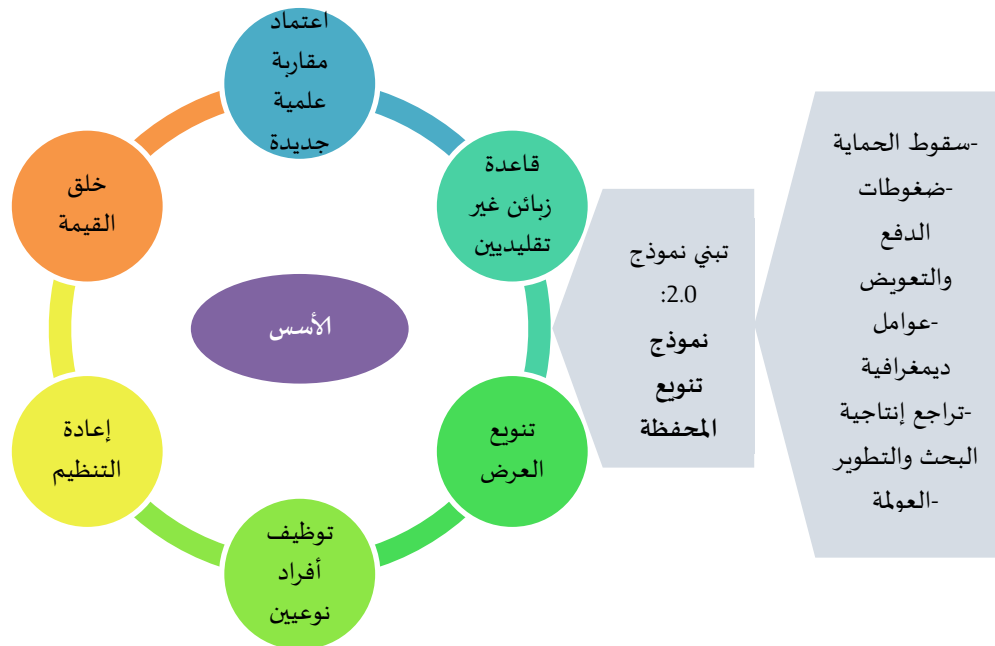 -سقوط الحماية
-ضغوطات
الدفع
والتعويض
-عوامل
ديمغرافية
-تراجع إنتاجية
البحث والتطوير
-العولمة
تبني نموذج
2.0:
نموذج
تنويع
المحفظة
الأسس
اعتماد
مقاربة
علمية
جديدة
قاعدة
زبائن غير
تقليديين
تنويع
العرض
توظيف
أفراد
نوعيين
إعادة
التنظيم
خلق
القيمة